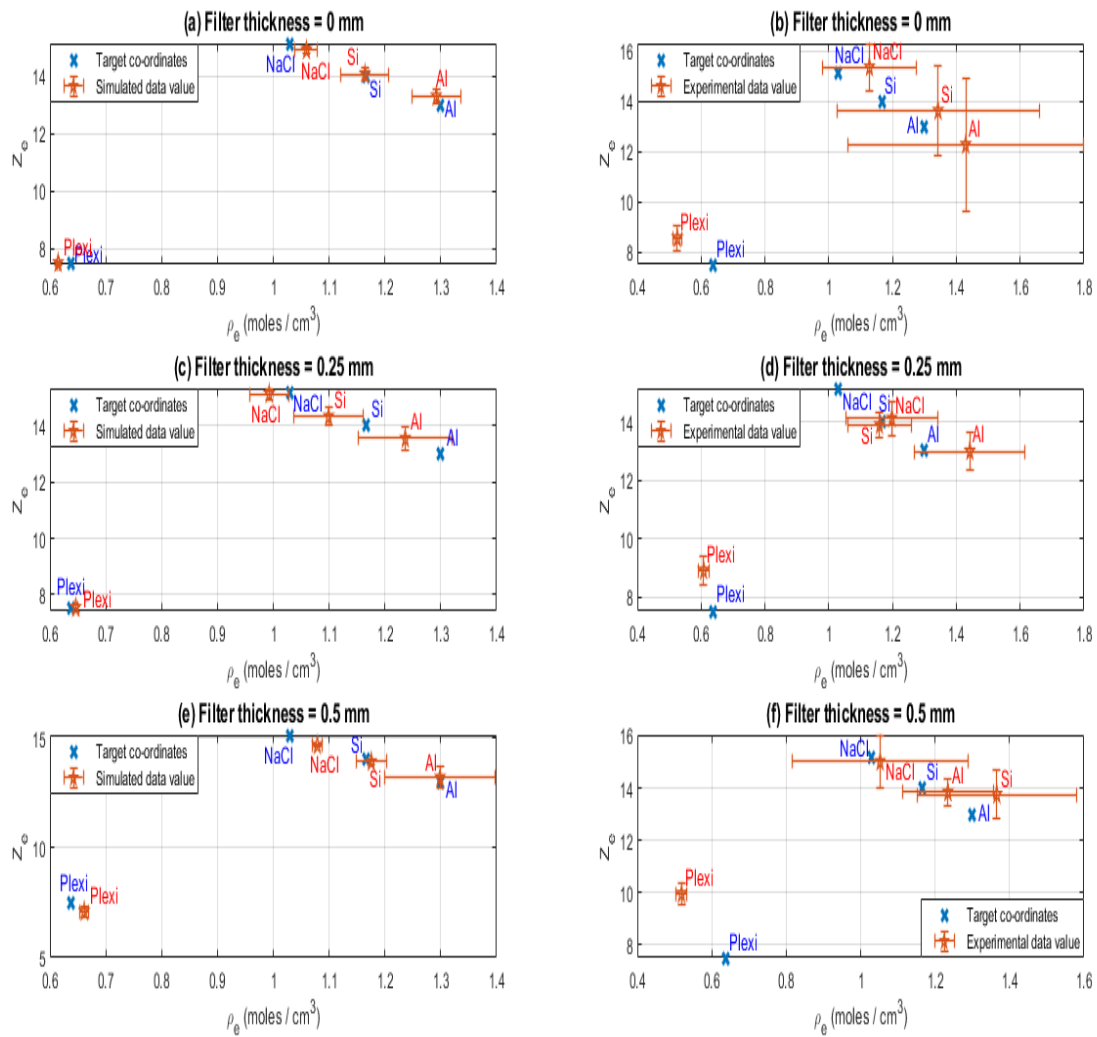 (a) Filter thickness = 0 mm
Target co-ordinates
Simulated data value
NaCl
NaCl
Si
Si
Al
Al
Plexi
Plexi
14
12
10
8
Z_e
0.6 0.7 0.8 0.9 1 1.1 1.2 1.3 1.4
ρ_e (moles / cm^3)
(b) Filter thickness = 0 mm
Target co-ordinates
Experimental data value
NaCl
NaCl
Si
Si
Al
Al
Plexi
Plexi
16
14
12
10
8
Z_e
0.4 0.6 0.8 1 1.2 1.4 1.6 1.8
ρ_e (moles / cm^3)
(c) Filter thickness = 0.25 mm
Target co-ordinates
Simulated data value
NaCl
NaCl
Si
Si
Al
Al
Plexi
Plexi
14
12
10
8
Z_e
0.6 0.7 0.8 0.9 1 1.1 1.2 1.3 1.4
ρ_e (moles / cm^3)
(d) Filter thickness = 0.25 mm
Target co-ordinates
Experimental data value
NaCl
Si
NaCl
Si
Al
Al
Plexi
Plexi
14
12
10
8
Z_e
0.4 0.6 0.8 1 1.2 1.4 1.6 1.8
ρ_e (moles / cm^3)
(e) Filter thickness = 0.5 mm
Target co-ordinates
Simulated data value
NaCl
NaCl
Si
Si
Al
Al
Plexi
Plexi
15
10
5
Z_e
0.6 0.7 0.8 0.9 1 1.1 1.2 1.3 1.4
ρ_e (moles / cm^3)
(f) Filter thickness = 0.5 mm
NaCl
NaCl
Si
Al
Si
Al
Plexi
Plexi
Target co-ordinates
Experimental data value
16
14
12
10
8
Z_e
0.4 0.6 0.8 1 1.2 1.4 1.6
ρ_e (moles / cm^3)